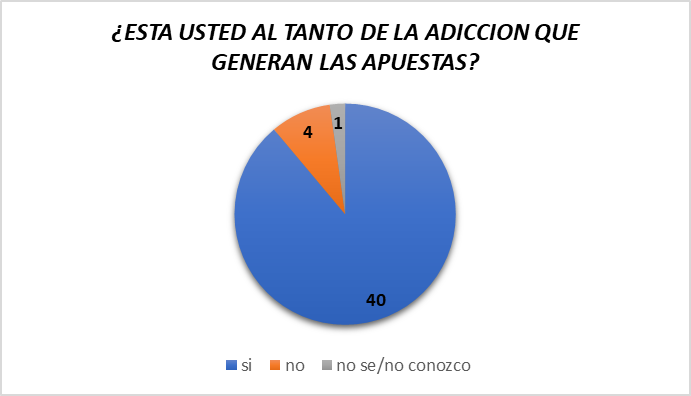 ¿ESTA USTED AL TANTO DE LA ADICCION QUE
GENERAN LAS APUESTAS?
1
4
40
si
no
no se/no conozco